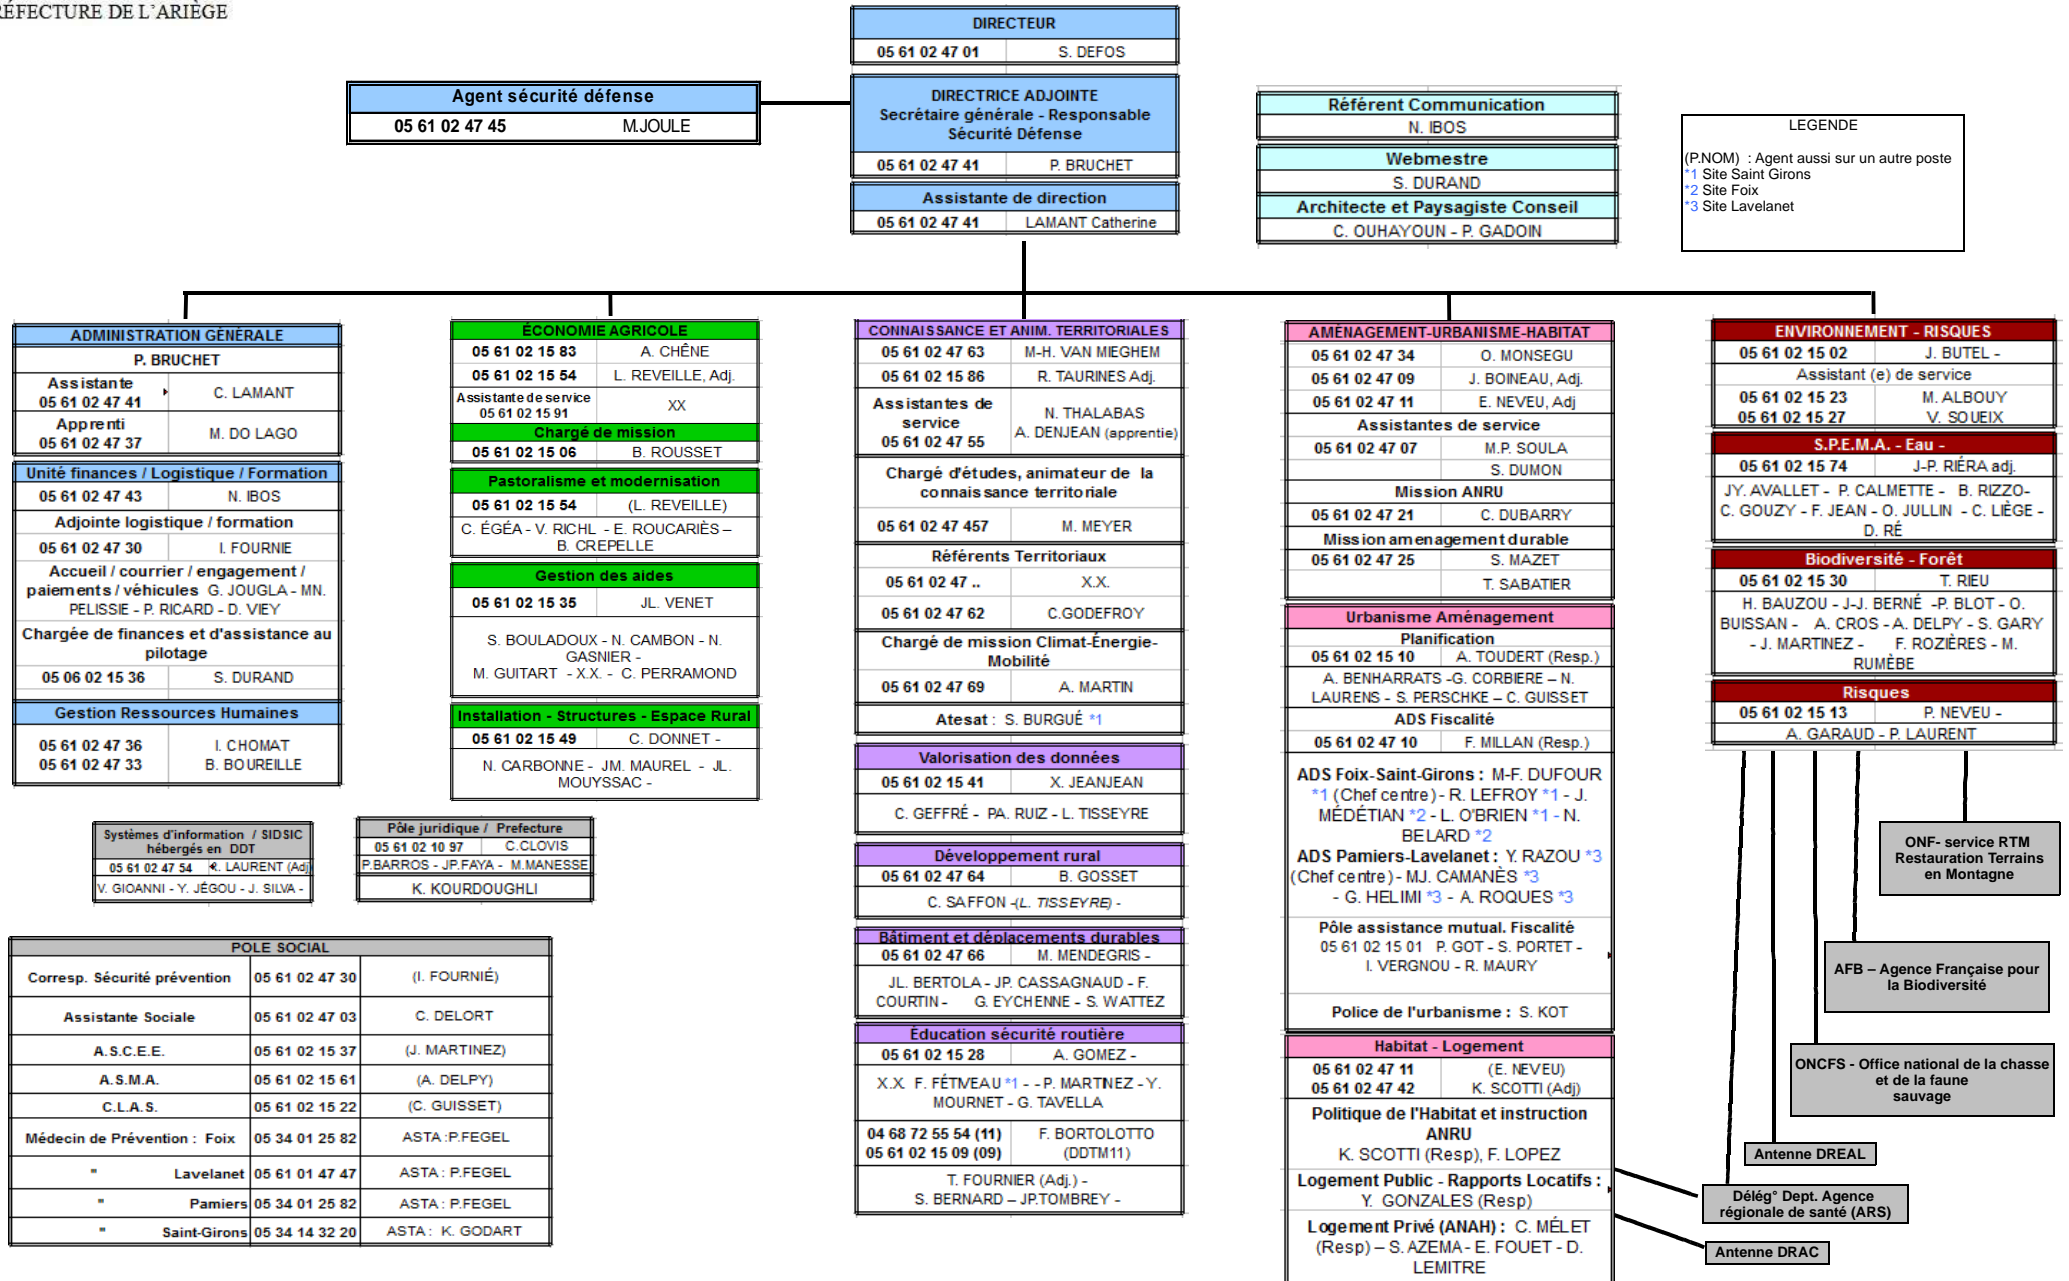 RÉFECTURE DE L'ARIÈGE
DIRECTEUR
05 61 02 47 01 S. DEFOS
Agent sécurité défense
05 61 02 47 45 M.JOULE
DIRECTRICE ADJOINTE
Secrétaire générale - Responsable
Sécurité Défense
05 61 02 47 41 P. BRUCHET
Assistante de direction
05 61 02 47 41 LAMANT Catherine
Référent Communication
N. IBOS
Webmestre
S. DURAND
Architecte et Paysagiste Conseil
C. OUHAYOUN - P. GADOIN
LEGENDE
(P.NOM) : Agent aussi sur un autre poste
*1 Site Saint Girons
*2 Site Foix
*3 Site Lavelanet
ADMINISTRATION GÉNÉRALE
P. BRUCHET
Assistante
05 61 02 47 41 C. LAMANT
Apprenti
05 61 02 47 37 M. DO LAGO
Unité finances / Logistique / Formation
05 61 02 47 43 N. IBOS
Adjointe logistique / formation
05 61 02 47 30 I. FOURNIE
Accueil / courrier / engagement /
paiements / véhicules G. JOUGLA - MN.
PELISSIE - P. RICARD - D. VIEY
Chargée de finances et d'assistance au
pilotage
05 06 02 15 36 S. DURAND
Gestion Ressources Humaines
05 61 02 47 36 I. CHOMAT
05 61 02 47 33 B. BOUREILLE
ÉCONOMIE AGRICOLE
05 61 02 15 83 A. CHÊNE
05 61 02 15 54 L. REVEILLE, Adj.
Assistante de service
05 61 02 15 91 XX
Chargé de mission
05 61 02 15 06 B. ROUSSET
Pastoralisme et modernisation
05 61 02 15 54 (L. REVEILLE)
C. ÉGÉA - V. RICHL - E. ROUCARIÈS –
B. CREPELLE
Gestion des aides
05 61 02 15 35 JL. VENET
S. BOULADOUX - N. CAMBON - N.
GASNIER -
M. GUITART - X.X. - C. PERRAMOND
Installation - Structures - Espace Rural
05 61 02 15 49 C. DONNET -
N. CARBONNE - JM. MAUREL - JL.
MOUYSSAC -
CONNAISSANCE ET ANIM. TERRITORIALES
05 61 02 47 63 M-H. VAN MIEGHEM
05 61 02 15 86 R. TAURINES Adj.
Assistantes de
service
05 61 02 47 55
N. THALABAS
A. DENJEAN (apprentie)
Chargé d'études, animateur de la
connaissance territoriale
05 61 02 47 457 M. MEYER
Référents Territoriaux
05 61 02 47 .. X.X.
05 61 02 47 62 C.GODEFROY
Chargé de mission Climat-Énergie-
Mobilité
05 61 02 47 69 A. MARTIN
Atesat : S. BURGUÉ *1
Valorisation des données
05 61 02 15 41 X. JEANJEAN
C. GEFFRÉ - PA. RUIZ - L. TISSEYRE
Développement rural
05 61 02 47 64 B. GOSSET
C. SAFFON -(L. TISSEYRE) -
Bâtiment et déplacements durables
05 61 02 47 66 M. MENDEGRIS -
JL. BERTOLA - JP. CASSAGNAUD - F.
COURTIN - G. EYCHENNE - S. WATTEZ
Éducation sécurité routière
05 61 02 15 28 A. GOMEZ -
X.X. F. FÉTIVEAU *1 - - P. MARTINEZ - Y.
MOURNET - G. TAVELLA
04 68 72 55 54 (11) F. BORTOLOTTO
05 61 02 15 09 (09) (DDTM11)
T. FOURNIER (Adj.) -
S. BERNARD – JP.TOMBREY -
AMÉNAGEMENT-URBANISME-HABITAT
05 61 02 47 34 O. MONSEGU
05 61 02 47 09 J. BOINEAU, Adj.
05 61 02 47 11 E. NEVEU, Adj
Assistantes de service
05 61 02 47 07 M.P. SOULA
S. DUMON
Mission ANRU
05 61 02 47 21 C. DUBARRY
Mission amenagement durable
05 61 02 47 25 S. MAZET
T. SABATIER
Urbanisme Aménagement
Planification
05 61 02 15 10 A. TOUDERT (Resp.)
A. BENHARRATS -G. CORBIERE – N.
LAURENS - S. PERSCHKE – C. GUISSET
ADS Fiscalité
05 61 02 47 10 F. MILLAN (Resp.)
ADS Foix-Saint-Girons : M-F. DUFOUR
*1 (Chef centre) - R. LEFROY *1 - J.
MÉDÉTIAN *2 - L. O'BRIEN *1 - N.
BELARD *2
ADS Pamiers-Lavelanet : Y. RAZOU *3
(Chef centre) - MJ. CAMANÈS *3
- G. HELIMI *3 - A. ROQUES *3
Pôle assistance mutual. Fiscalité
05 61 02 15 01 P. GOT - S. PORTET -
I. VERGNOU - R. MAURY
Police de l'urbanisme : S. KOT
Habitat - Logement
05 61 02 47 11 (E. NEVEU)
05 61 02 47 42 K. SCOTTI (Adj)
Politique de l'Habitat et instruction
ANRU
K. SCOTTI (Resp), F. LOPEZ
Logement Public - Rapports Locatifs :
Y. GONZALES (Resp)
Logement Privé (ANAH) : C. MÉLET
(Resp) – S. AZEMA - E. FOUET - D.
LEMITRE
ENVIRONNEMENT - RISQUES
05 61 02 15 02 J. BUTEL -
Assistant (e) de service
05 61 02 15 23 M. ALBOUY
05 61 02 15 27 V. SOUEIX
S.P.E.M.A. - Eau -
05 61 02 15 74 J-P. RIÉRA adj.
JY. AVALLET - P. CALMETTE - B. RIZZO-
C. GOUZY - F. JEAN - O. JULLIN - C. LIÈGE -
D. RÉ
Biodiversité - Forêt
05 61 02 15 30 T. RIEU
H. BAUZOU - J-J. BERNÉ -P. BLOT - O.
BUISSAN - A. CROS - A. DELPY - S. GARY
- J. MARTINEZ - F. ROZIÈRES - M.
RUMÈBE
Risques
05 61 02 15 13 P. NEVEU -
A. GARAUD - P. LAURENT
Systèmes d'information / SIDSIC
hébergés en DDT
05 61 02 47 54 R. LAURENT (Adj)
V. GIOANNI - Y. JÉGOU - J. SILVA -
Pôle juridique / Prefecture
05 61 02 10 97 C.CLOVIS
P.BARROS - JP.FAYA - M.MANESSE
K. KOURDOUGHLI
POLE SOCIAL
Corresp. Sécurité prévention 05 61 02 47 30 (I. FOURNIÉ)
Assistante Sociale 05 61 02 47 03 C. DELORT
A.S.C.E.E. 05 61 02 15 37 (J. MARTINEZ)
A.S.M.A. 05 61 02 15 61 (A. DELPY)
C.L.A.S. 05 61 02 15 22 (C. GUISSET)
Médecin de Prévention : Foix 05 34 01 25 82 ASTA :P.FEGEL
" Lavelanet 05 61 01 47 47 ASTA : P.FEGEL
" Pamiers 05 34 01 25 82 ASTA : P.FEGEL
" Saint-Girons 05 34 14 32 20 ASTA : K. GODART
ONF- service RTM
Restauration Terrains
en Montagne
AFB – Agence Française pour
la Biodiversité
ONCFS - Office national de la chasse
et de la faune
sauvage
Antenne DREAL
Délég° Dept. Agence
régionale de santé (ARS)
Antenne DRAC